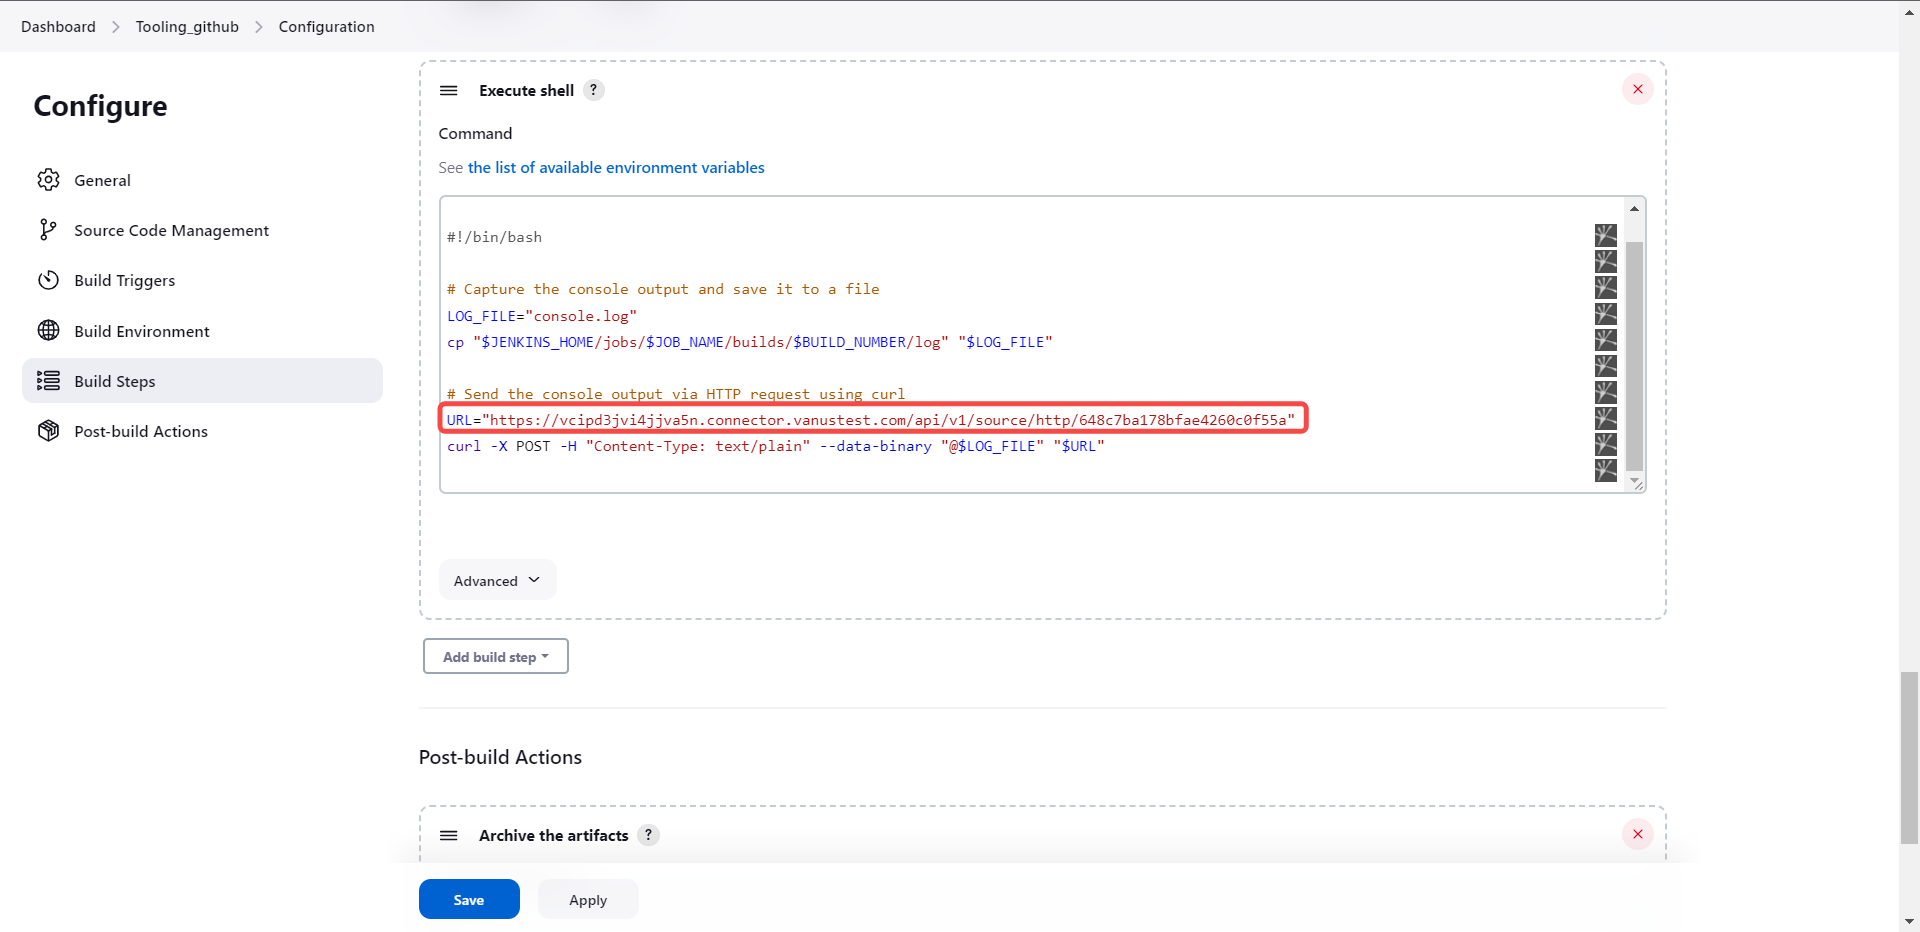 Dashboard > Tooling_github > Configuration
Configure
General
Source Code Management
Build Triggers
Build Environment
Build Steps
Post-build Actions
Execute shell ?
Command
See the list of available environment variables
#!/bin/bash
# Capture the console output and save it to a file
LOG_FILE="console.log"
cp "$JENKINS_HOME/jobs/$JOB_NAME/builds/$BUILD_NUMBER/log" "$LOG_FILE"
# Send the console output via HTTP request using curl
URL="https://vcipd3jvi4jjva5n.connector.vanustest.com/api/v1/source/http/648c7ba178bfae4260c0f55a"
curl -X POST -H "Content-Type: text/plain" --data-binary "@$LOG_FILE" "$URL"
Advanced
Add build step
Post-build Actions
Archive the artifacts ?
Save
Apply